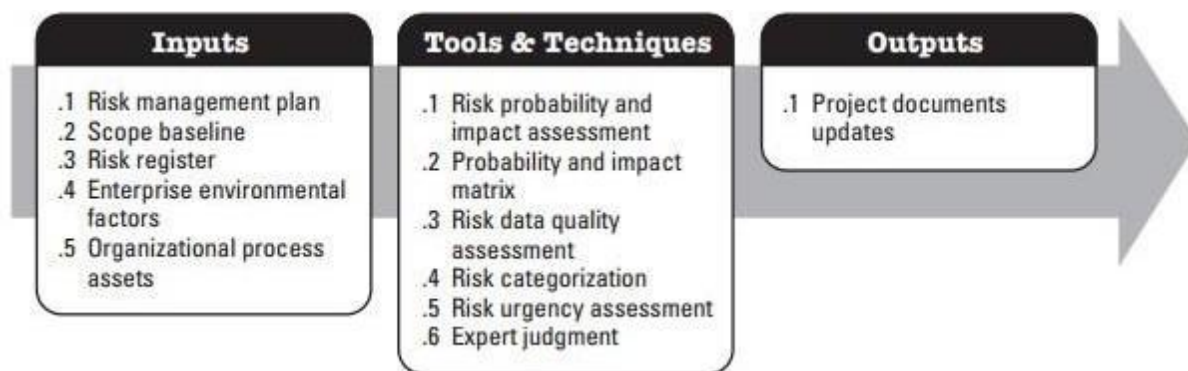 Inputs
.1 Risk management plan
.2 Scope baseline
.3 Risk register
.4 Enterprise environmental
factors
.5 Organizational process
assets
Tools & Techniques
.1 Risk probability and
impact assessment
.2 Probability and impact
matrix
.3 Risk data quality
assessment
.4 Risk categorization
.5 Risk urgency assessment
.6 Expert judgment
Outputs
.1 Project documents
updates